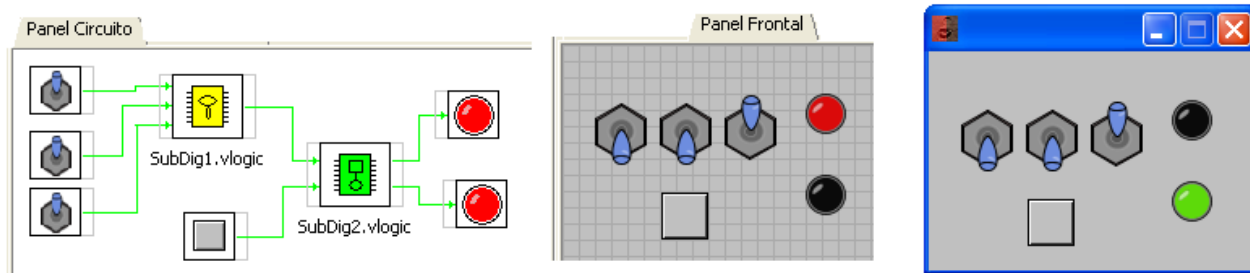 Panel Circuito
SubDig1.vlogic
SubDig2.vlogic
Panel Frontal